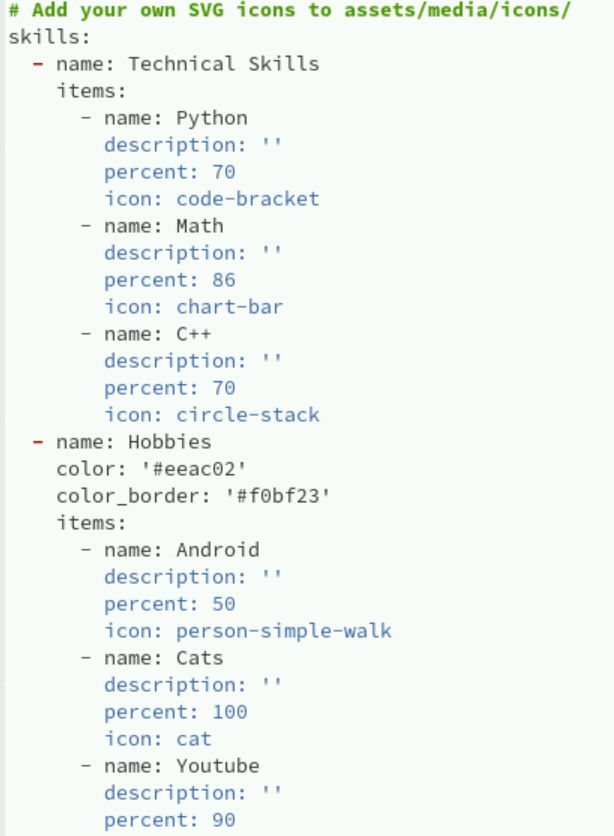 # Add your own SVG icons to assets/media/icons/
skills:
  - name: Technical Skills
    items:
      - name: Python
        description: ''
        percent: 70
        icon: code-bracket
      - name: Math
        description: ''
        percent: 86
        icon: chart-bar
      - name: C++
        description: ''
        percent: 70
        icon: circle-stack
  - name: Hobbies
    color: '#eeac02'
    color_border: '#f0bf23'
    items:
      - name: Android
        description: ''
        percent: 50
        icon: person-simple-walk
      - name: Cats
        description: ''
        percent: 100
        icon: cat
      - name: Youtube
        description: ''
        percent: 90